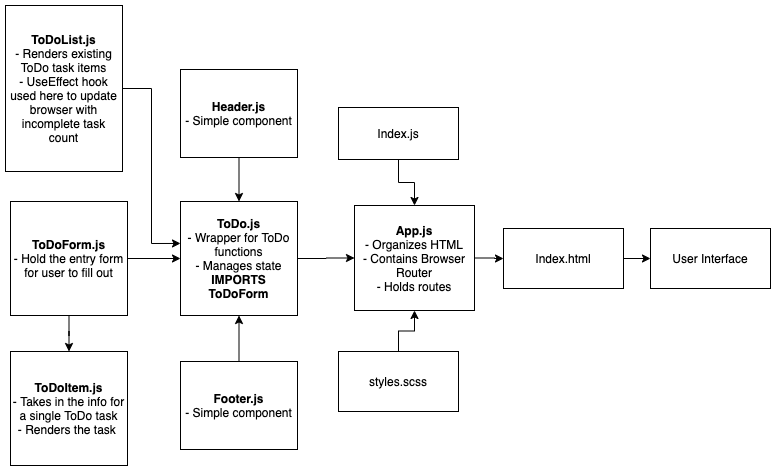 ToDoList.js
- Renders existing
ToDo task items
- UseEffect hook
used here to update
browser with
incomplete task
count
Header.js
- Simple component
Index.js
ToDoForm.js
- Hold the entry form
for user to fill out
ToDo.js
- Wrapper for ToDo
functions
- Manages state
IMPORTS
ToDoForm
App.js
- Organizes HTML
- Contains Browser
Router
- Holds routes
Index.html
User Interface
ToDoItem.js
- Takes in the info for
a single ToDo task
- Renders the task
Footer.js
- Simple component
styles.scss